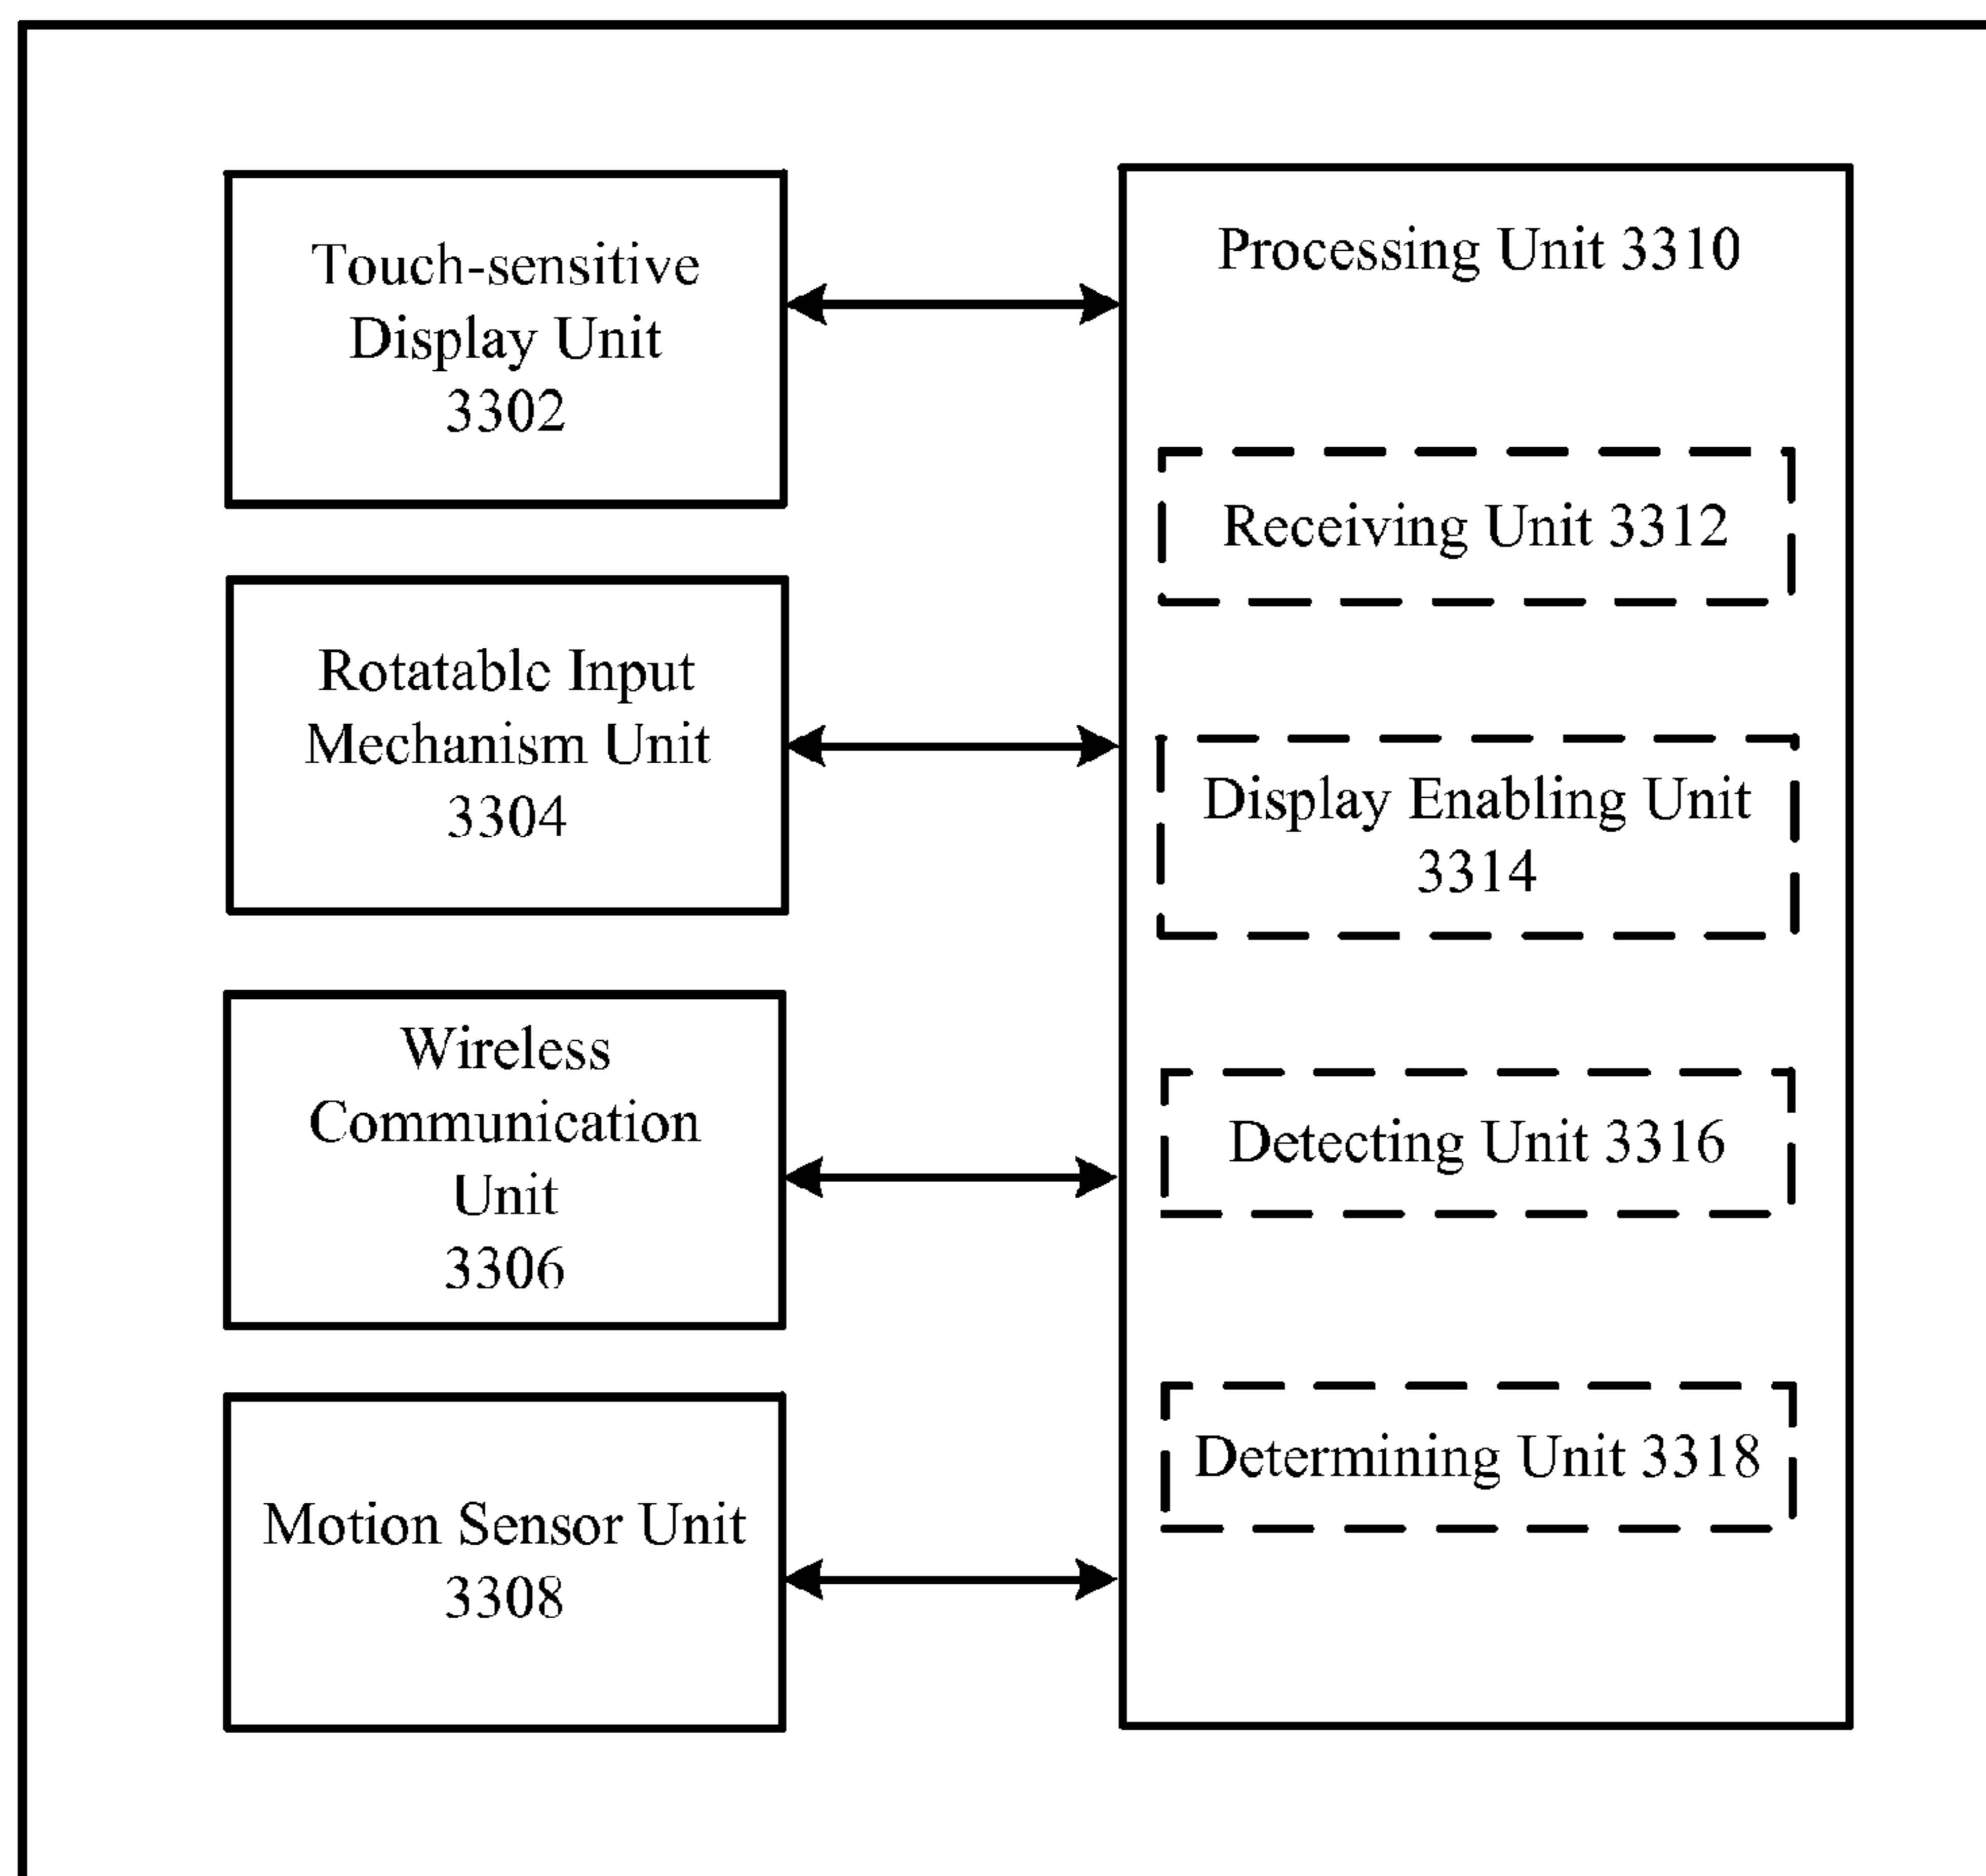 Touch-sensitive
Display Unit
3302
Rotatable Input
Mechanism Unit
3304
Wireless
Communication
Unit
3306
Motion Sensor Unit
3308
Processing Unit 3310
Receiving Unit 3312
Display Enabling Unit
3314
Detecting Unit 3316
Determining Unit 3318